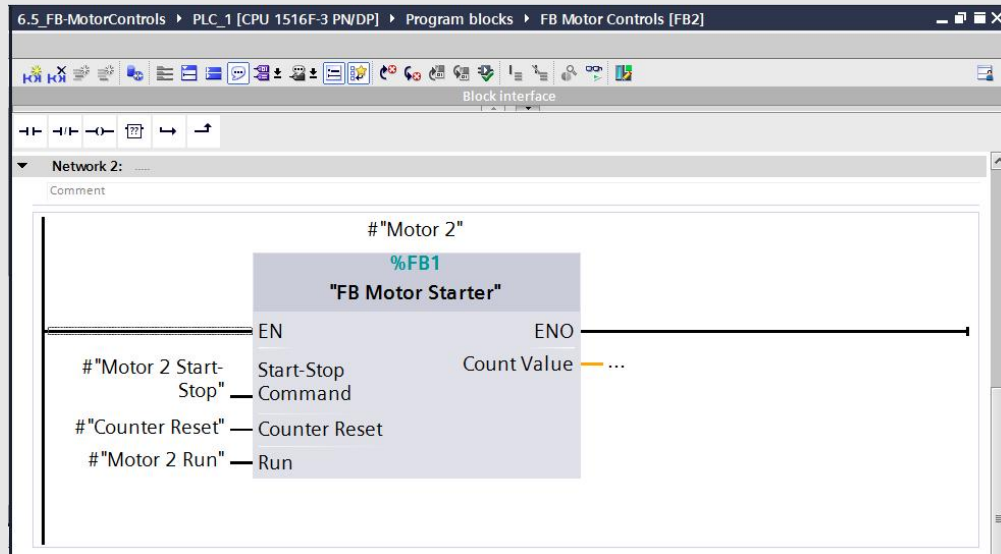 6.5_FB-MotorControls ▸ PLC_1 [CPU 1516F-3 PN/DP] ▸ Program blocks ▸ FB Motor Controls [FB2]
Block interface
??
Network 2: .....
Comment
#"Motor 2"
%FB1
"FB Motor Starter"
EN ENO
#"Motor 2 Start-
Stop"
Start-Stop
Command
Count Value ...
#"Counter Reset" Counter Reset
#"Motor 2 Run" Run